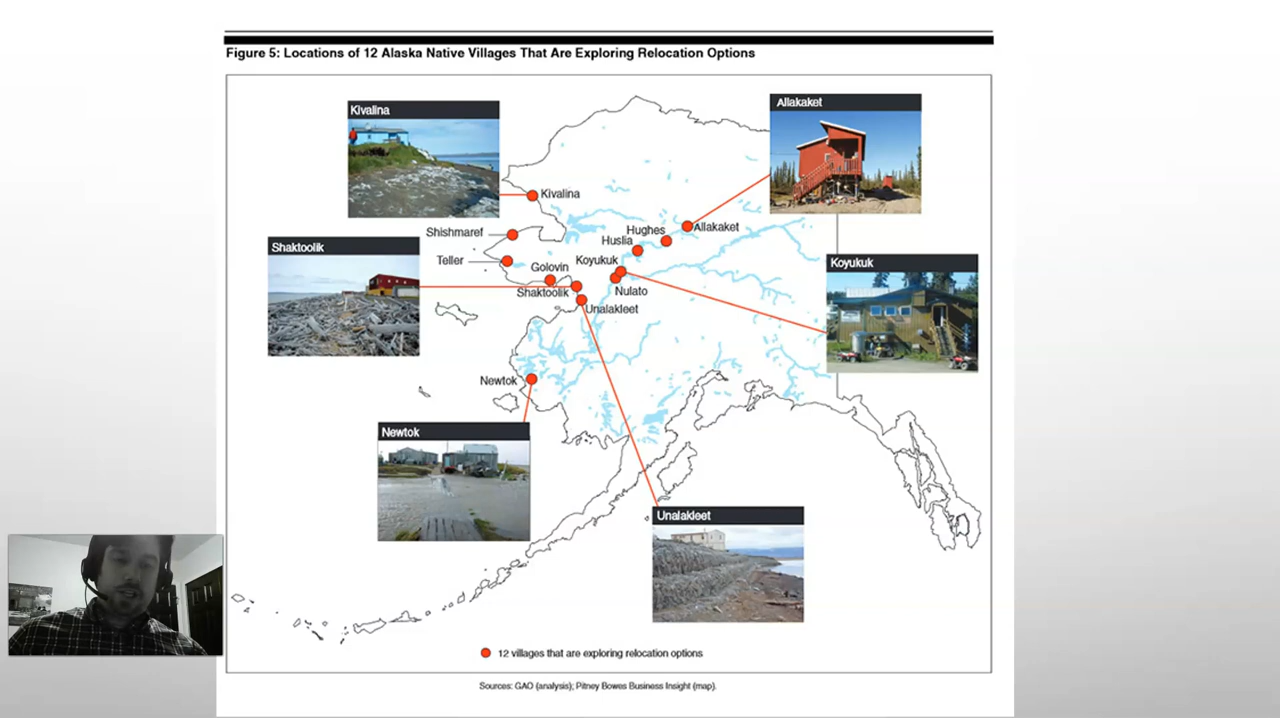 Figure 5: Locations of 12 Alaska Native Villages That Are Exploring Relocation Options
Kivalina
Allakaket
Kivalina
Shishmaref
Hughes
Allakaket
Huslia
Shaktoolik
Teller
Golovin
Koyukuk
Koyukuk
Shaktoolik
Nulato
Unalakleet
Newtok
Newtok
Unalakleet
12 villages that are exploring relocation options
Sources: GAO (analysis); Pitney Bowes Business Insight (map).